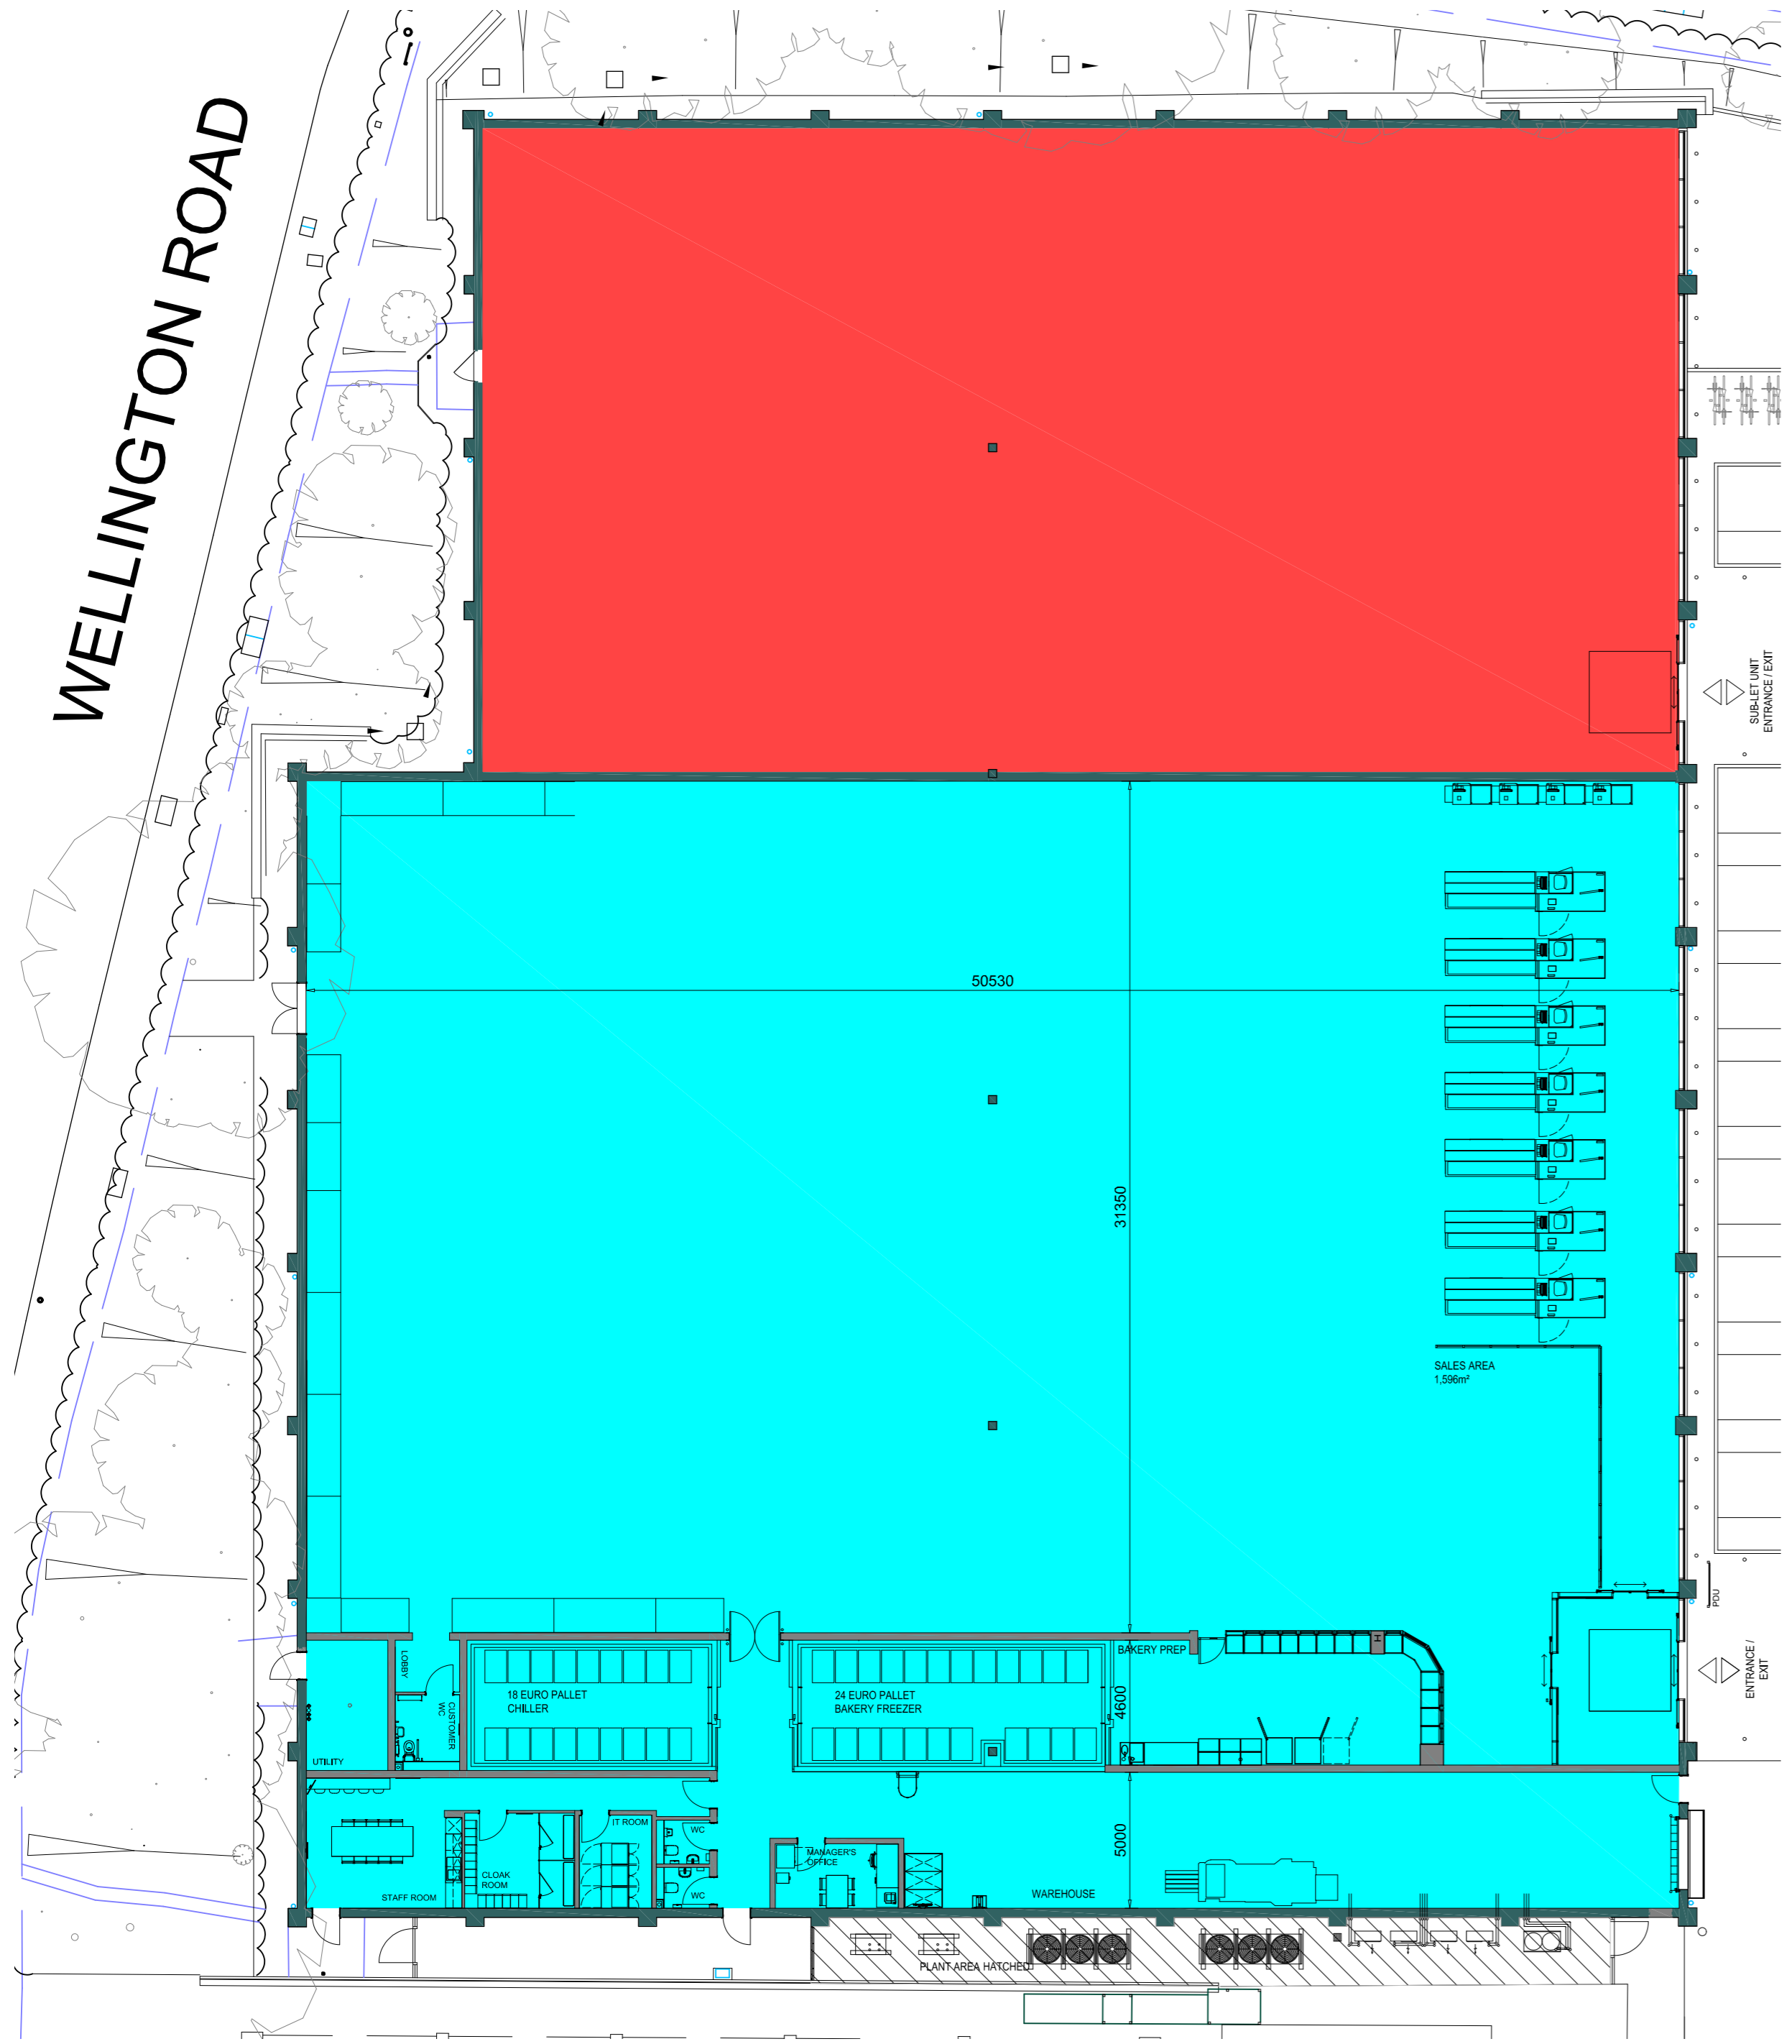 WELLINGTON ROAD
SUB-LET UNIT
ENTRANCE / EXIT
50530
31350
SALES AREA
1,596m²
PDU
ENTRANCE /
EXIT
LOBBY
CUSTOMER
WC
18 EURO PALLET
CHILLER
24 EURO PALLET
BAKERY FREEZER
BAKERY PREP
H
4600
UTILITY
5000
IT ROOM
WC
MANAGER'S
OFFICE
CLOAK
ROOM
STAFF ROOM
WC
WAREHOUSE
PLANT AREA HATCHED